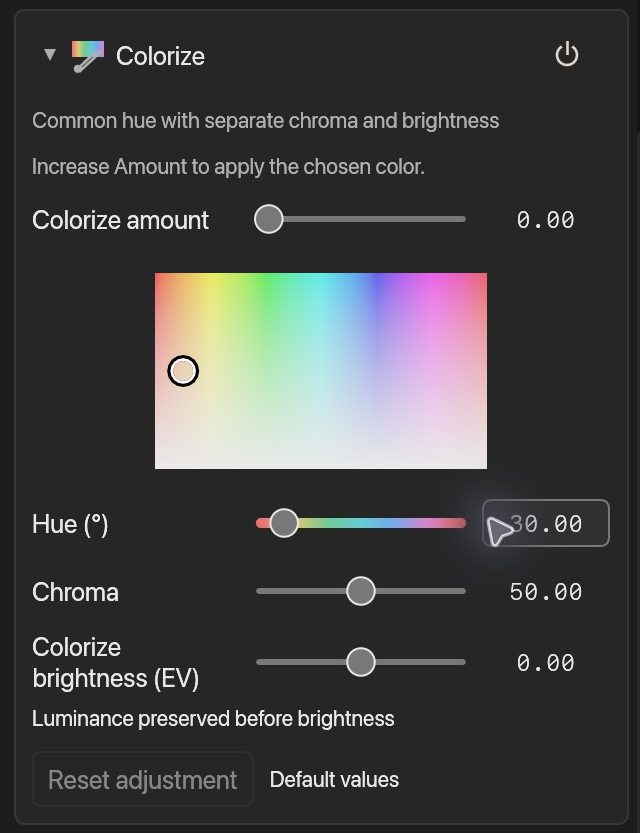 Colorize
Common hue with separate chroma and brightness
Increase Amount to apply the chosen color.
Colorize amount 0.00
Hue (°) 30.00
Chroma 50.00
Colorize
brightness (EV) 0.00
Luminance preserved before brightness
Reset adjustment Default values